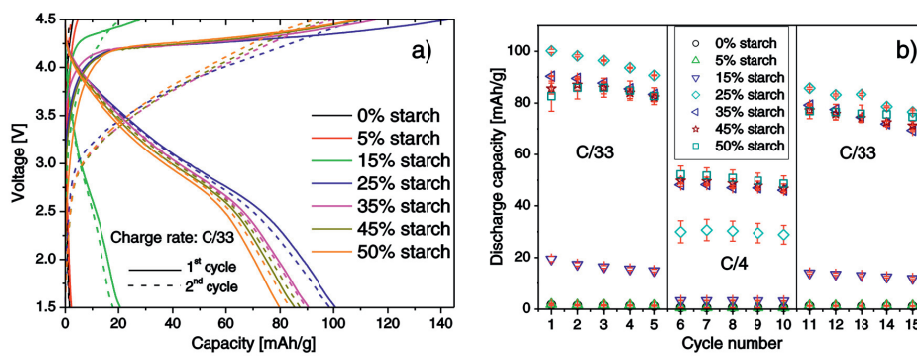 a)
Voltage [V]
4.5
4.0
3.5
3.0
2.5
2.0
1.5
0 20 40 60 80 100 120 140
Capacity [mAh/g]
0% starch
5% starch
15% starch
25% starch
35% starch
45% starch
50% starch
Charge rate: C/33
1st cycle
2nd cycle
b)
Discharge capacity [mAh/g]
100
80
60
40
20
0
1 2 3 4 5 6 7 8 9 10 11 12 13 14 15
Cycle number
0% starch
5% starch
15% starch
25% starch
35% starch
45% starch
50% starch
C/33
C/4
C/33